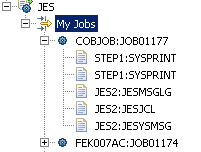 JES
My Jobs
COBJOB:JOB01177
STEP1:SYSPRINT
STEP1:SYSPRINT
JES2:JESMSGLG
JES2:JESJCL
JES2:JESYSMSG
FEK007AC:JOB01174